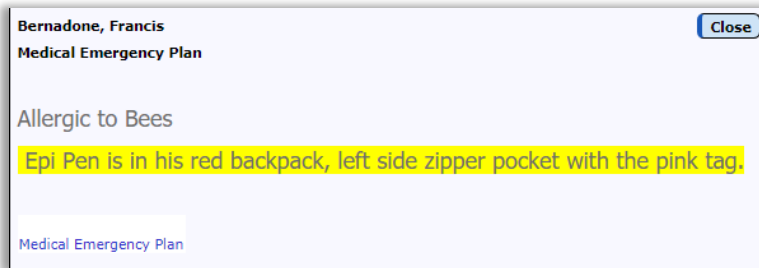 Bernadone, Francis
Close
Medical Emergency Plan
Allergic to Bees
Epi Pen is in his red backpack, left side zipper pocket with the pink tag.
Medical Emergency Plan